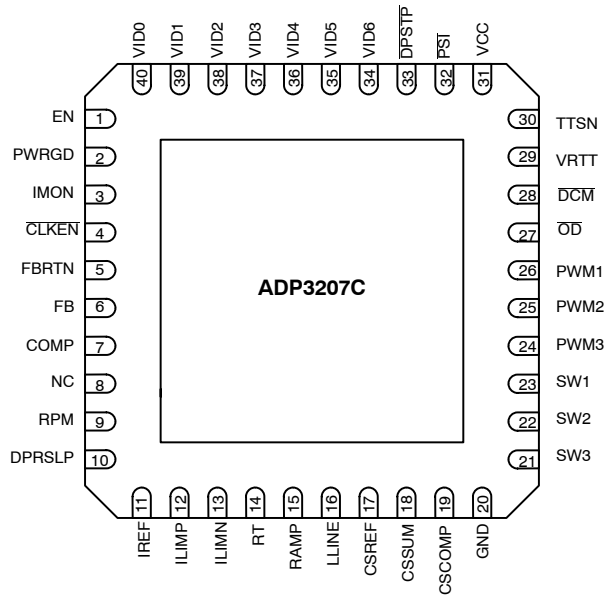 VID0
VID1
VID2
VID3
VID4
VID5
VID6
DPSTP
PSI
VCC
40
39
38
37
36
35
34
33
32
31
EN 1
PWRGD 2
IMON 3
CLKEN 4
FBRTN 5
FB 6
COMP 7
NC 8
RPM 9
DPRSLP 10
ADP3207C
30 TTSN
29 VRTT
28 DCM
27 OD
26 PWM1
25 PWM2
24 PWM3
23 SW1
22 SW2
21 SW3
11
12
13
14
15
16
17
18
19
20
IREF
ILIMP
ILIMN
RT
RAMP
LLINE
CSREF
CSSUM
CSCOMP
GND